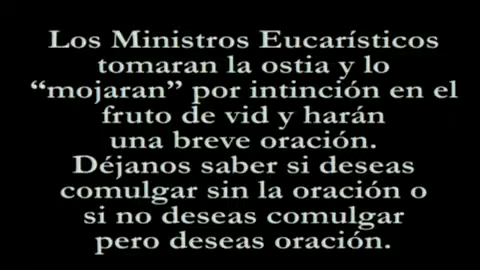 Los Ministros Eucarísticos
tomaran la ostia y lo
“mojaran” por intinción en el
fruto de vid y harán
una breve oración.
Déjanos saber si deseas
comulgar sin la oración o
si no deseas comulgar
pero deseas oración.